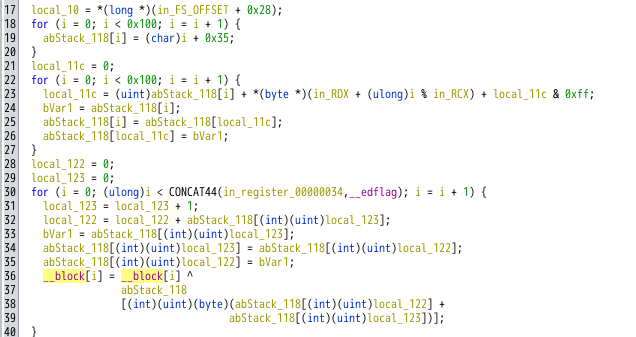 17 local_10 = *(long *)(in_FS_OFFSET + 0x28);
18 for (i = 0; i < 0x100; i = i + 1) {
19 abStack_118[i] = (char)i + 0x35;
20 }
21 local_11c = 0;
22 for (i = 0; i < 0x100; i = i + 1) {
23 local_11c = (uint)abStack_118[i] + *(byte *)(in_RDX + (ulong)i % in_RCX) + local_11c & 0xff;
24 bVar1 = abStack_118[i];
25 abStack_118[i] = abStack_118[local_11c];
26 abStack_118[local_11c] = bVar1;
27 }
28 local_122 = 0;
29 local_123 = 0;
30 for (i = 0; (ulong)i < CONCAT44(in_register_00000034,__edflag); i = i + 1) {
31 local_123 = local_123 + 1;
32 local_122 = local_122 + abStack_118[(int)(uint)local_123];
33 bVar1 = abStack_118[(int)(uint)local_123];
34 abStack_118[(int)(uint)local_123] = abStack_118[(int)(uint)local_122];
35 abStack_118[(int)(uint)local_122] = bVar1;
36 __block[i] = __block[i] ^
37 abStack_118
38 [(int)(uint)(byte)(abStack_118[(int)(uint)local_122] +
39 abStack_118[(int)(uint)local_123])];
40 }